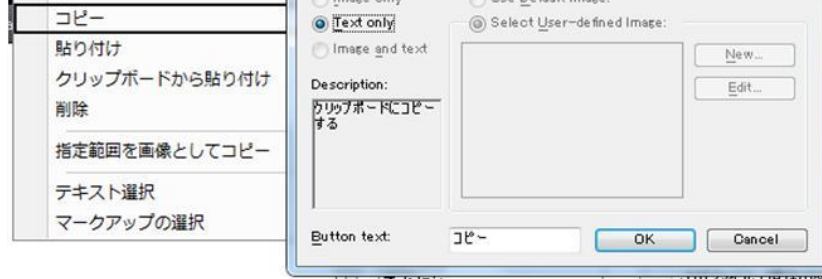 コピー
貼り付け
クリップボードから貼り付け
削除
指定範囲を画像としてコピー
テキスト選択
マークアップの選択
Image only
Use Default Image:
Text only
Select User-defined Image:
Image and text
New...
Edit...
Description:
クリップボードにコピー
する
Button text:
コピー
OK
Cancel